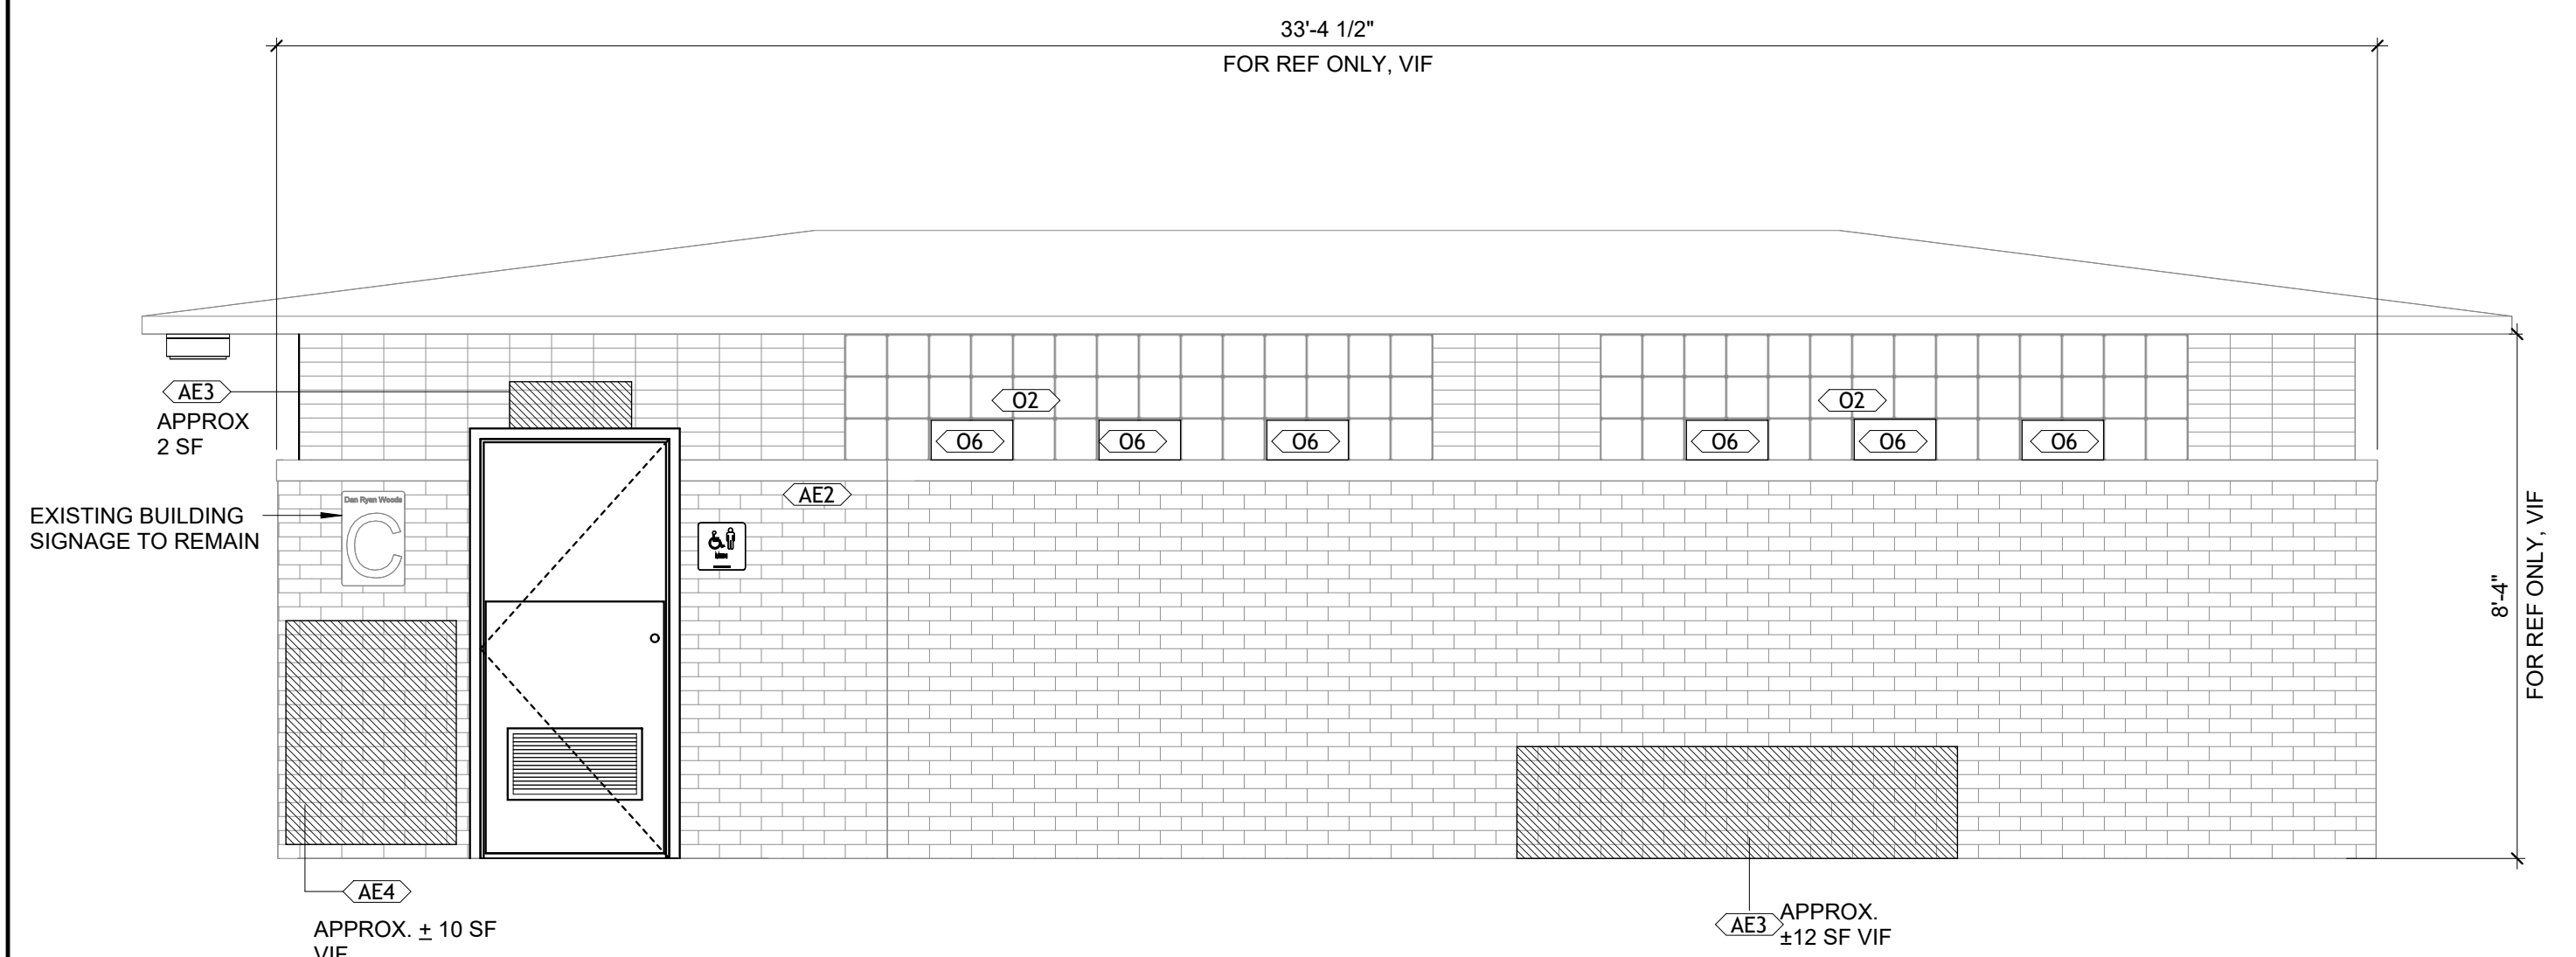 33'-4 1/2"
FOR REF ONLY, VIF
AE3
APPROX
2 SF
O2
O2
O6
O6
O6
O6
O6
O6
AE2
Dan Ryan Woods
C
EXISTING BUILDING
SIGNAGE TO REMAIN
8'-4"
FOR REF ONLY, VIF
AE4
APPROX. ± 10 SF
VIF
AE3
APPROX.
±12 SF VIF